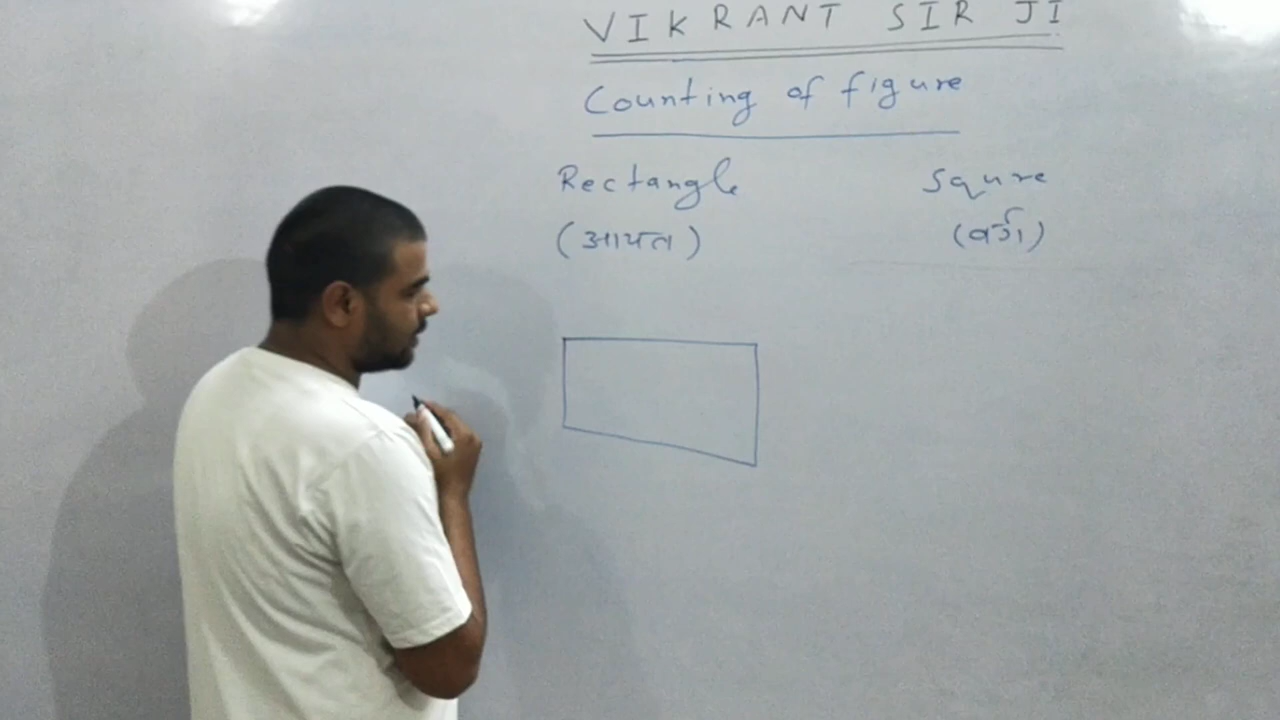 VIKRANT SIR JI
Counting of figure
Rectangle Squre
(आयत) (वर्ग)